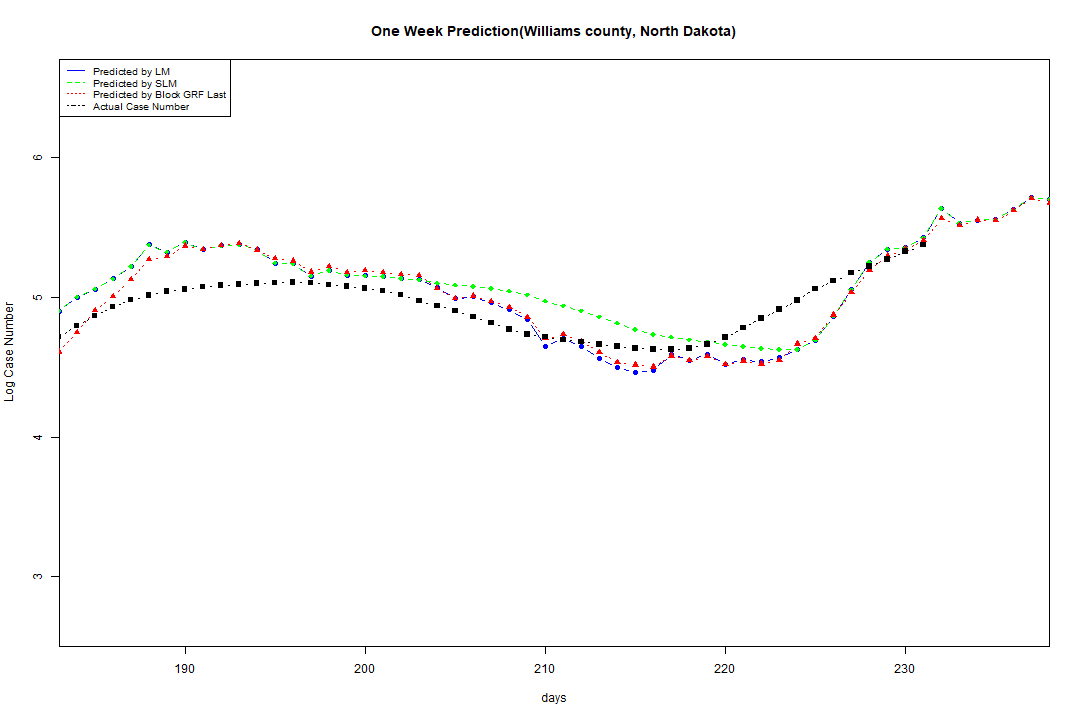 One Week Prediction(Williams county, North Dakota)
Predicted by LM
Predicted by SLM
Predicted by Block GRF Last
Actual Case Number
6
5
4
3
Log Case Number
190 200 210 220 230
days